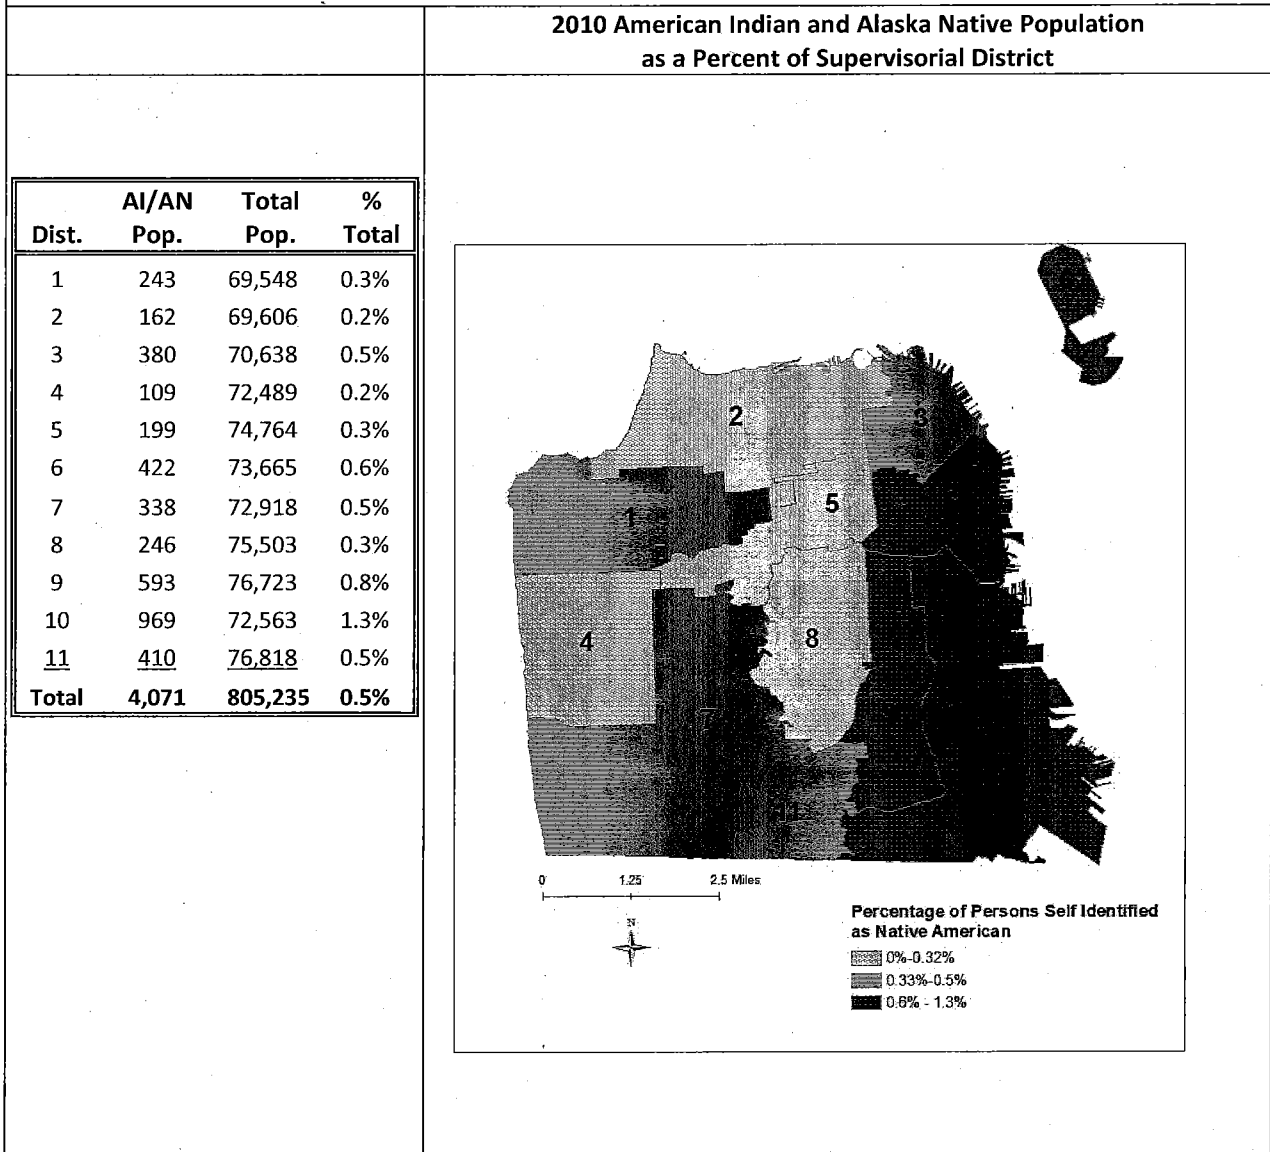 2010 American Indian and Alaska Native Population
as a Percent of Supervisorial District
AI/AN Total %
Dist. Pop. Pop. Total
1 243 69,548 0.3%
2 162 69,606 0.2%
3 380 70,638 0.5%
4 109 72,489 0.2%
5 199 74,764 0.3%
6 422 73,665 0.6%
7 338 72,918 0.5%
8 246 75,503 0.3%
9 593 76,723 0.8%
10 969 72,563 1.3%
11 410 76,818 0.5%
Total 4,071 805,235 0.5%
2
3
1
5
4
8
11
0 1.25 2.5 Miles
N
Percentage of Persons Self Identified
as Native American
0%-0.32%
0.33%-0.5%
0.6% - 1.3%